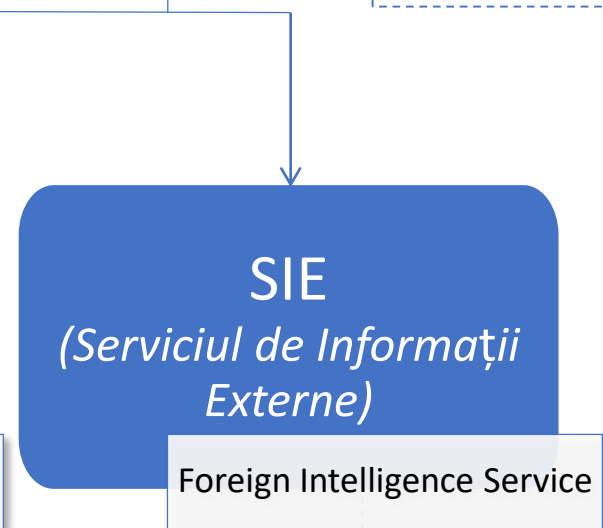 SIE
(Serviciul de Informații
Externe)
Foreign Intelligence Service